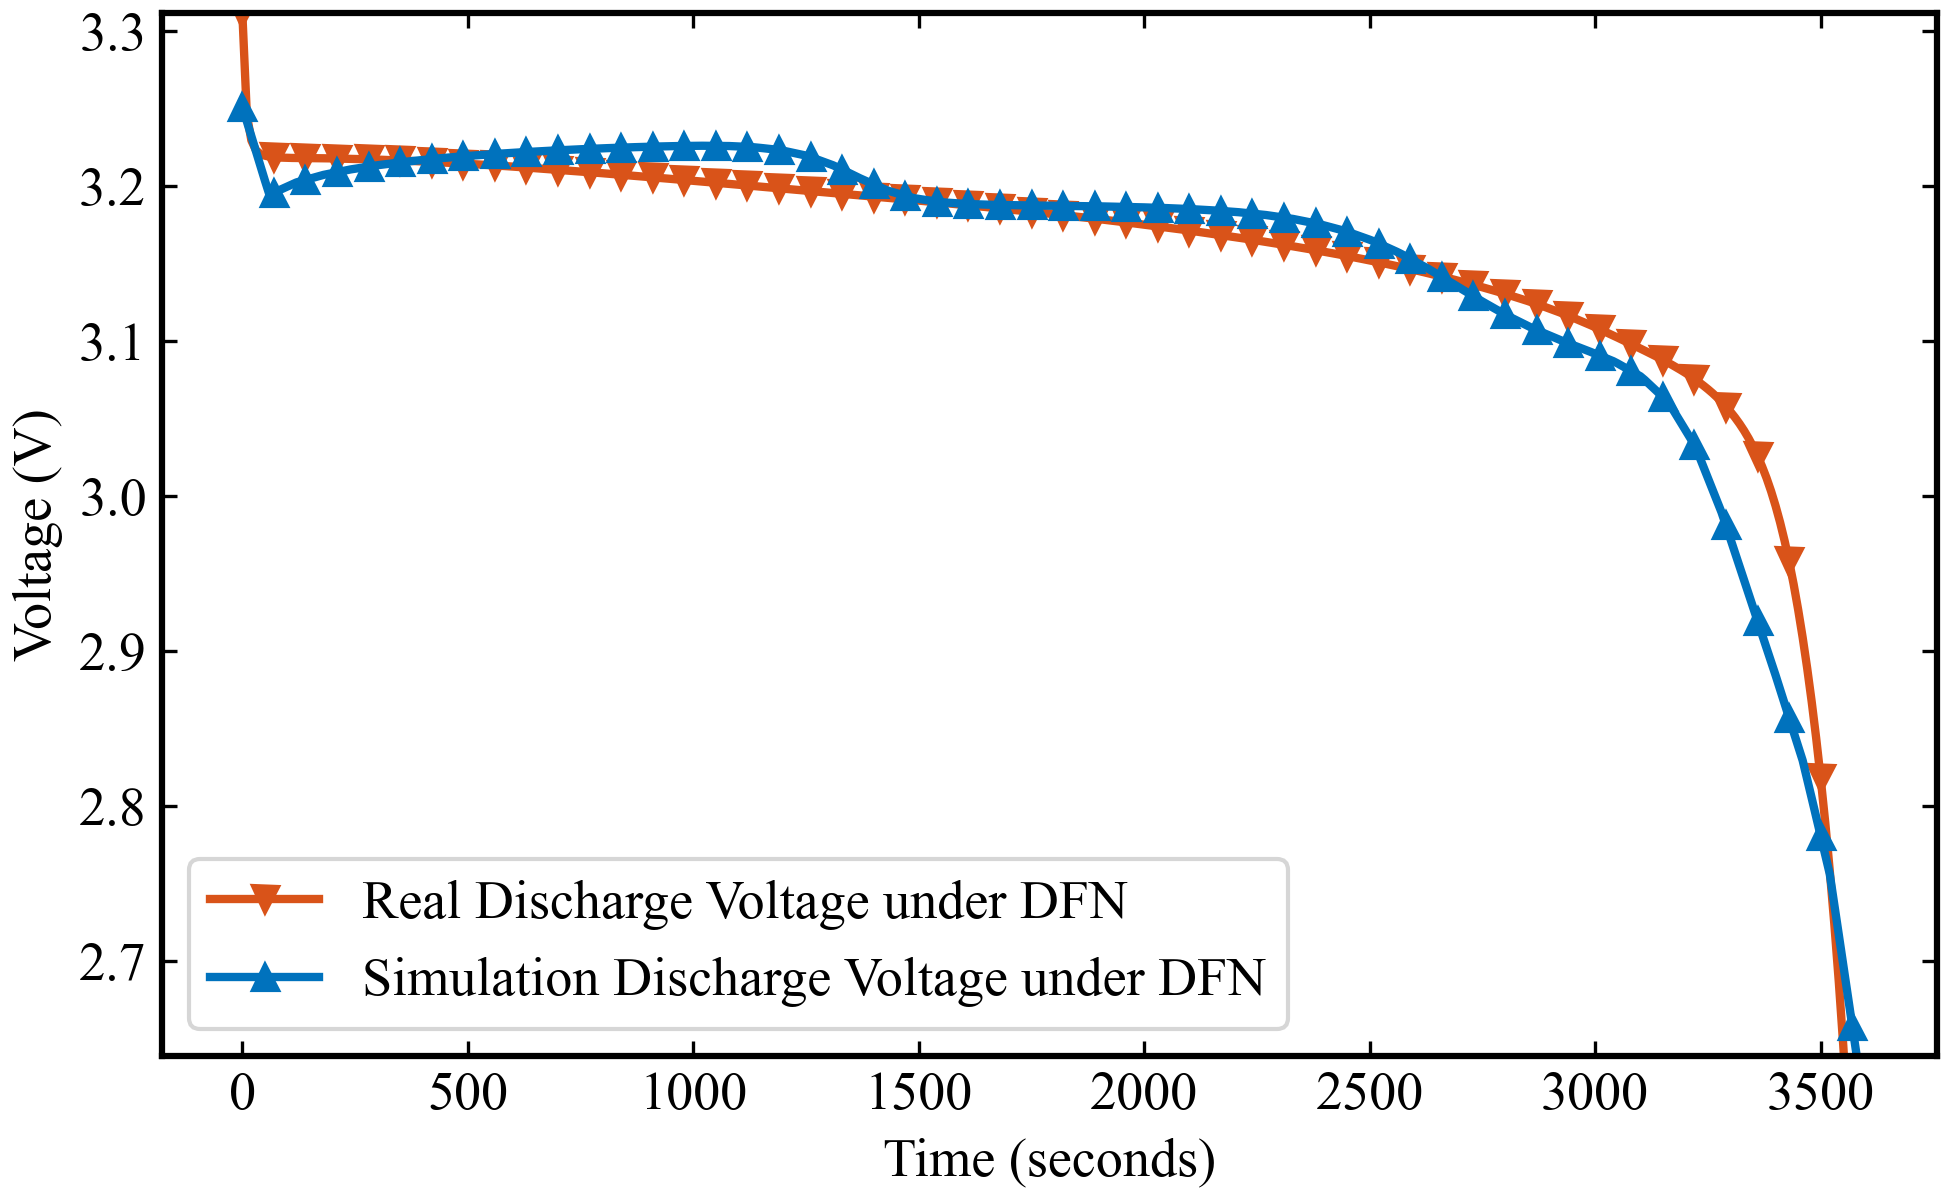 3.3
3.2
3.1
3.0
2.9
2.8
2.7
Voltage (V)
Real Discharge Voltage under DFN
Simulation Discharge Voltage under DFN
0 500 1000 1500 2000 2500 3000 3500
Time (seconds)